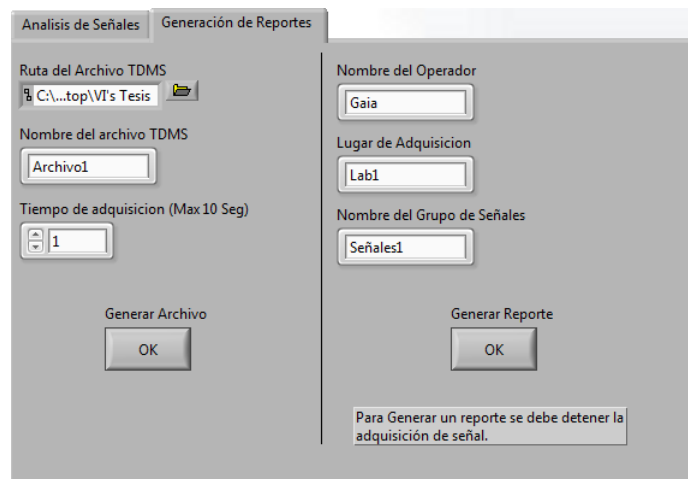 Analisis de Señales
Generación de Reportes
Ruta del Archivo TDMS
C:\...top\VI's Tesis
Nombre del archivo TDMS
Archivo1
Tiempo de adquisicion (Max 10 Seg)
1
Generar Archivo
OK
Nombre del Operador
Gaia
Lugar de Adquisicion
Lab1
Nombre del Grupo de Señales
Señales1
Generar Reporte
OK
Para Generar un reporte se debe detener la
adquisición de señal.